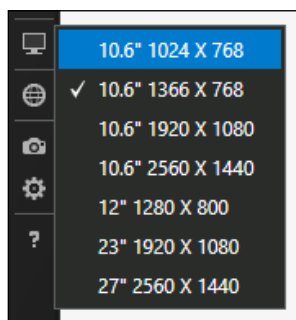 10.6" 1024 X 768
✓ 10.6" 1366 X 768
10.6" 1920 X 1080
10.6" 2560 X 1440
12" 1280 X 800
23" 1920 X 1080
27" 2560 X 1440
?